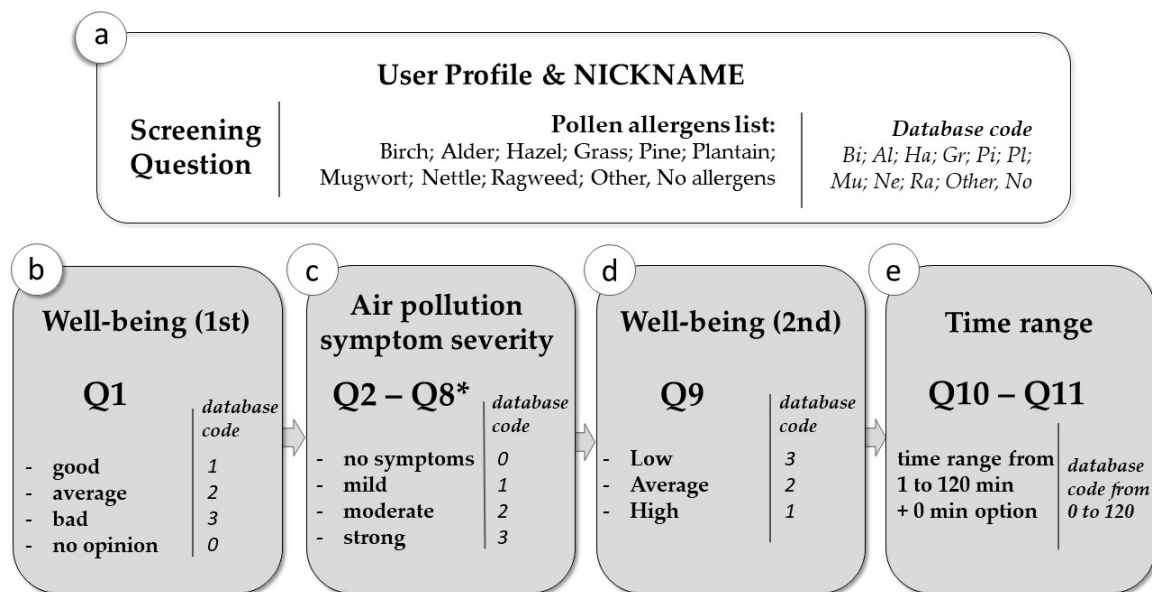 a
User Profile & NICKNAME
Screening
Question
Pollen allergens list:
Birch; Alder; Hazel; Grass; Pine; Plantain;
Mugwort; Nettle; Ragweed; Other, No allergens
Database code
Bi; Al; Ha; Gr; Pi; Pl;
Mu; Ne; Ra; Other, No
b
Well-being (1st)
Q1
database
code
- good 1
- average 2
- bad 3
- no opinion 0
c
Air pollution
symptom severity
Q2 – Q8*
database
code
- no symptoms 0
- mild 1
- moderate 2
- strong 3
d
Well-being (2nd)
Q9
database
code
- Low 3
- Average 2
- High 1
e
Time range
Q10 – Q11
time range from
1 to 120 min
+ 0 min option
database
code from
0 to 120